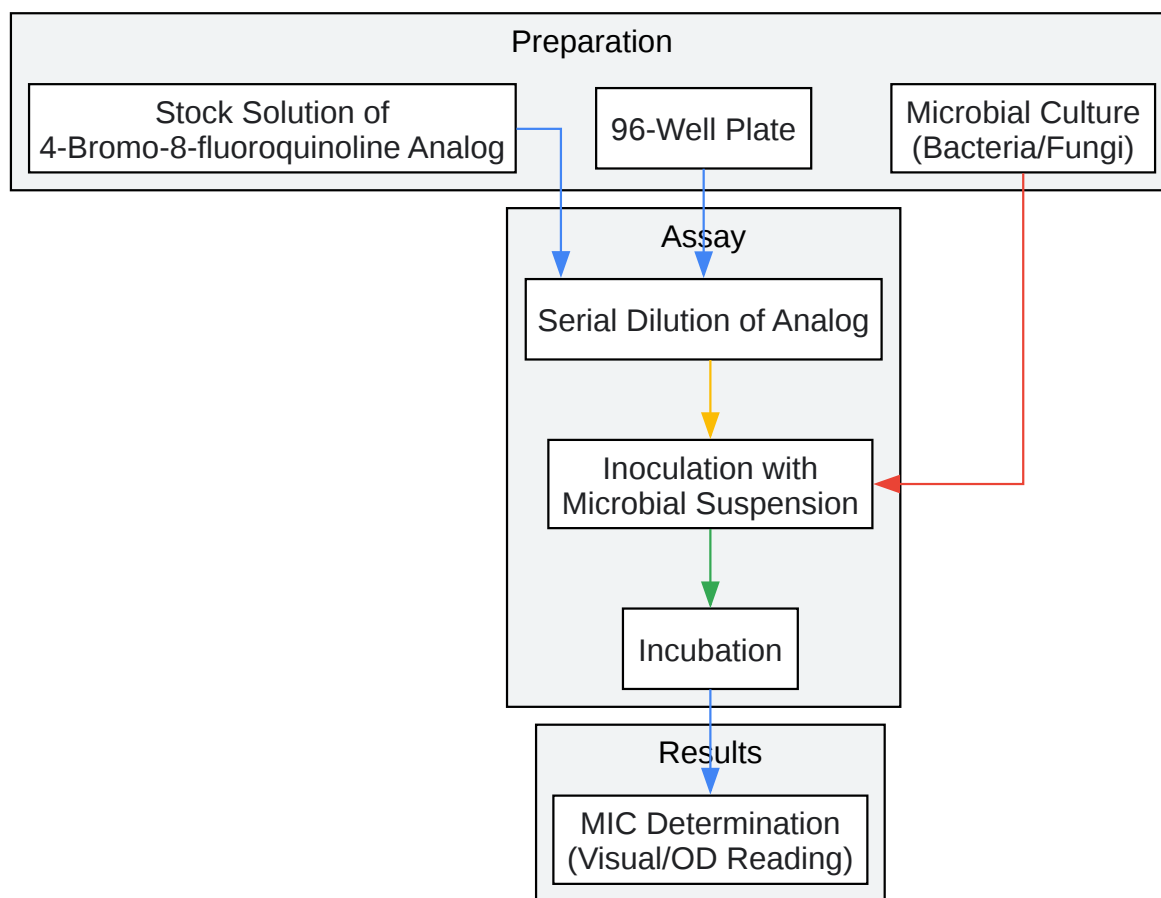 Preparation
Stock Solution of
4-Bromo-8-fluoroquinoline Analog
96-Well Plate
Microbial Culture
(Bacteria/Fungi)
Assay
Serial Dilution of Analog
Inoculation with
Microbial Suspension
Incubation
Results
MIC Determination
(Visual/OD Reading)